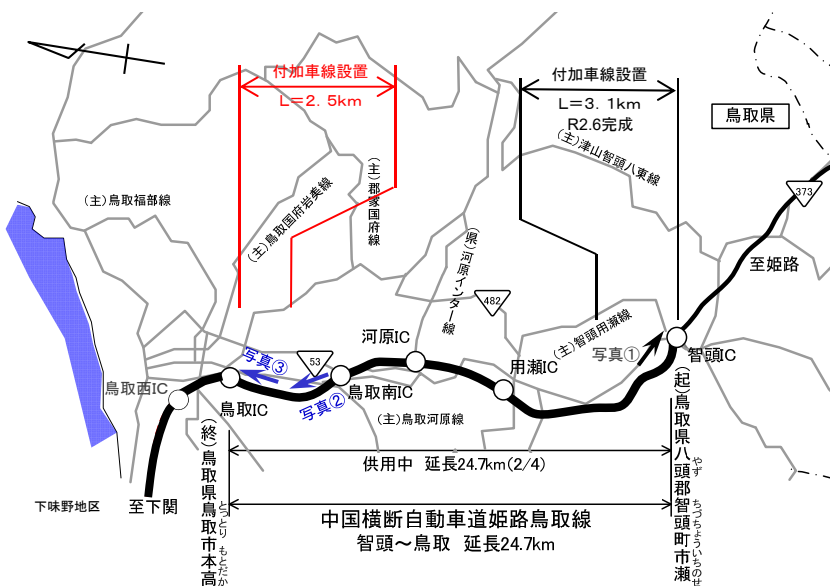 付加車線設置
L=2.5km
付加車線設置
L=3.1km
R2.6完成
鳥取県
(主)津山智頭八東線
373
(主)鳥取福部線
(主)鳥取国府岩美線
(主)郡家国府線
(県)河原インター線
至姫路
482
(主)智頭用瀬線
河原IC
写真①
智頭IC
写真③
53
用瀬IC
鳥取西IC
鳥取IC
写真②
鳥取南IC
(主)鳥取河原線
供用中 延長24.7km(2/4)
下味野地区
至下関
(終)鳥取県鳥取市本高
とっとり もとだか
(起)鳥取県八頭郡智頭町市瀬
やず ちづちょういちのせ
中国横断自動車道姫路鳥取線
智頭～鳥取 延長24.7km